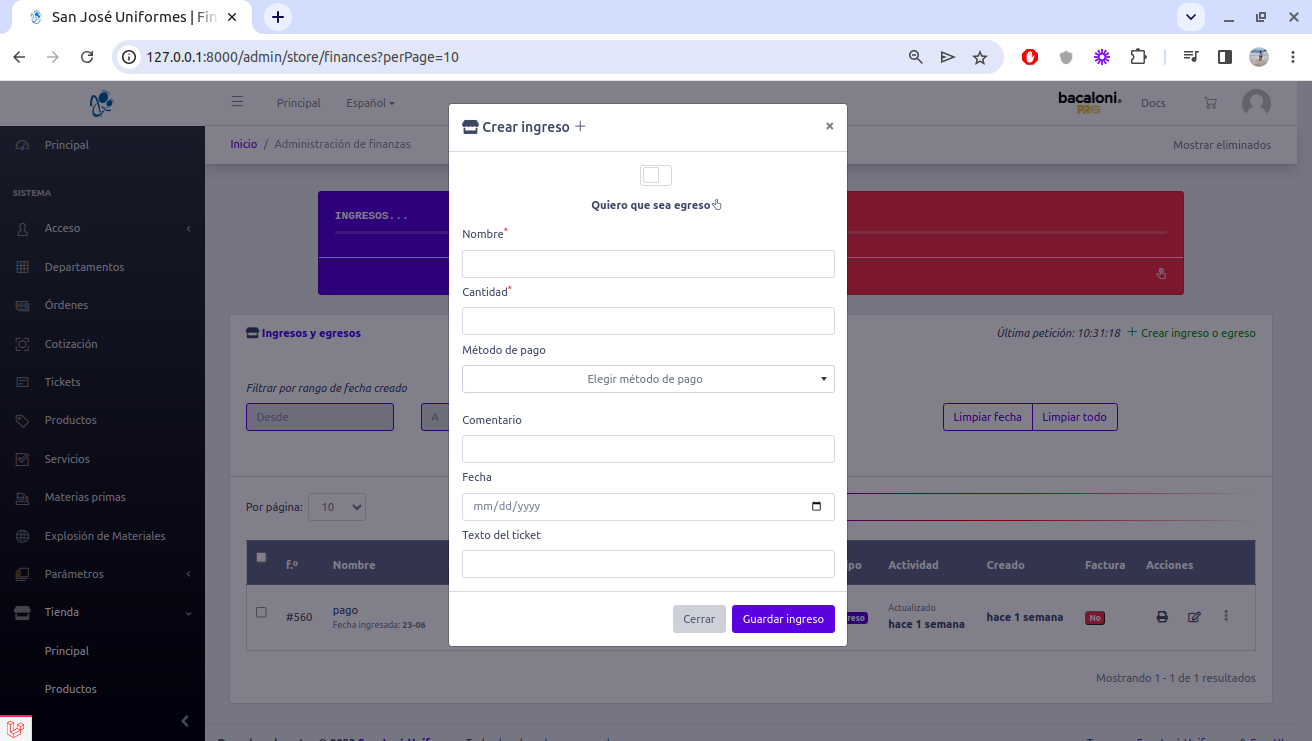 San José Uniformes | Fin
127.0.0.1:8000/admin/store/finances?perPage=10
Principal
Español
bacaloni
PRO
Docs
Inicio / Administración de finanzas
Mostrar eliminados
Principal
SISTEMA
Acceso
Departamentos
Órdenes
Cotización
Tickets
Productos
Servicios
Materias primas
Explosión de Materiales
Parámetros
Tienda
Principal
Productos
INGRESOS...
Ingresos y egresos
Última petición: 10:31:18 + Crear ingreso o egreso
Filtrar por rango de fecha creado
Desde
A
Limpiar fecha
Limpiar todo
Por página:
10
f.º
Nombre
po
Actividad
Creado
Factura
Acciones
#560
pago
Fecha ingresada: 23-06
reso
Actualizado
hace 1 semana
hace 1 semana
No
Mostrando 1 - 1 de 1 resultados
Crear ingreso +
×
Quiero que sea egreso
Nombre*
Cantidad*
Método de pago
Elegir método de pago
Comentario
Fecha
mm/dd/yyyy
Texto del ticket
Cerrar
Guardar ingreso